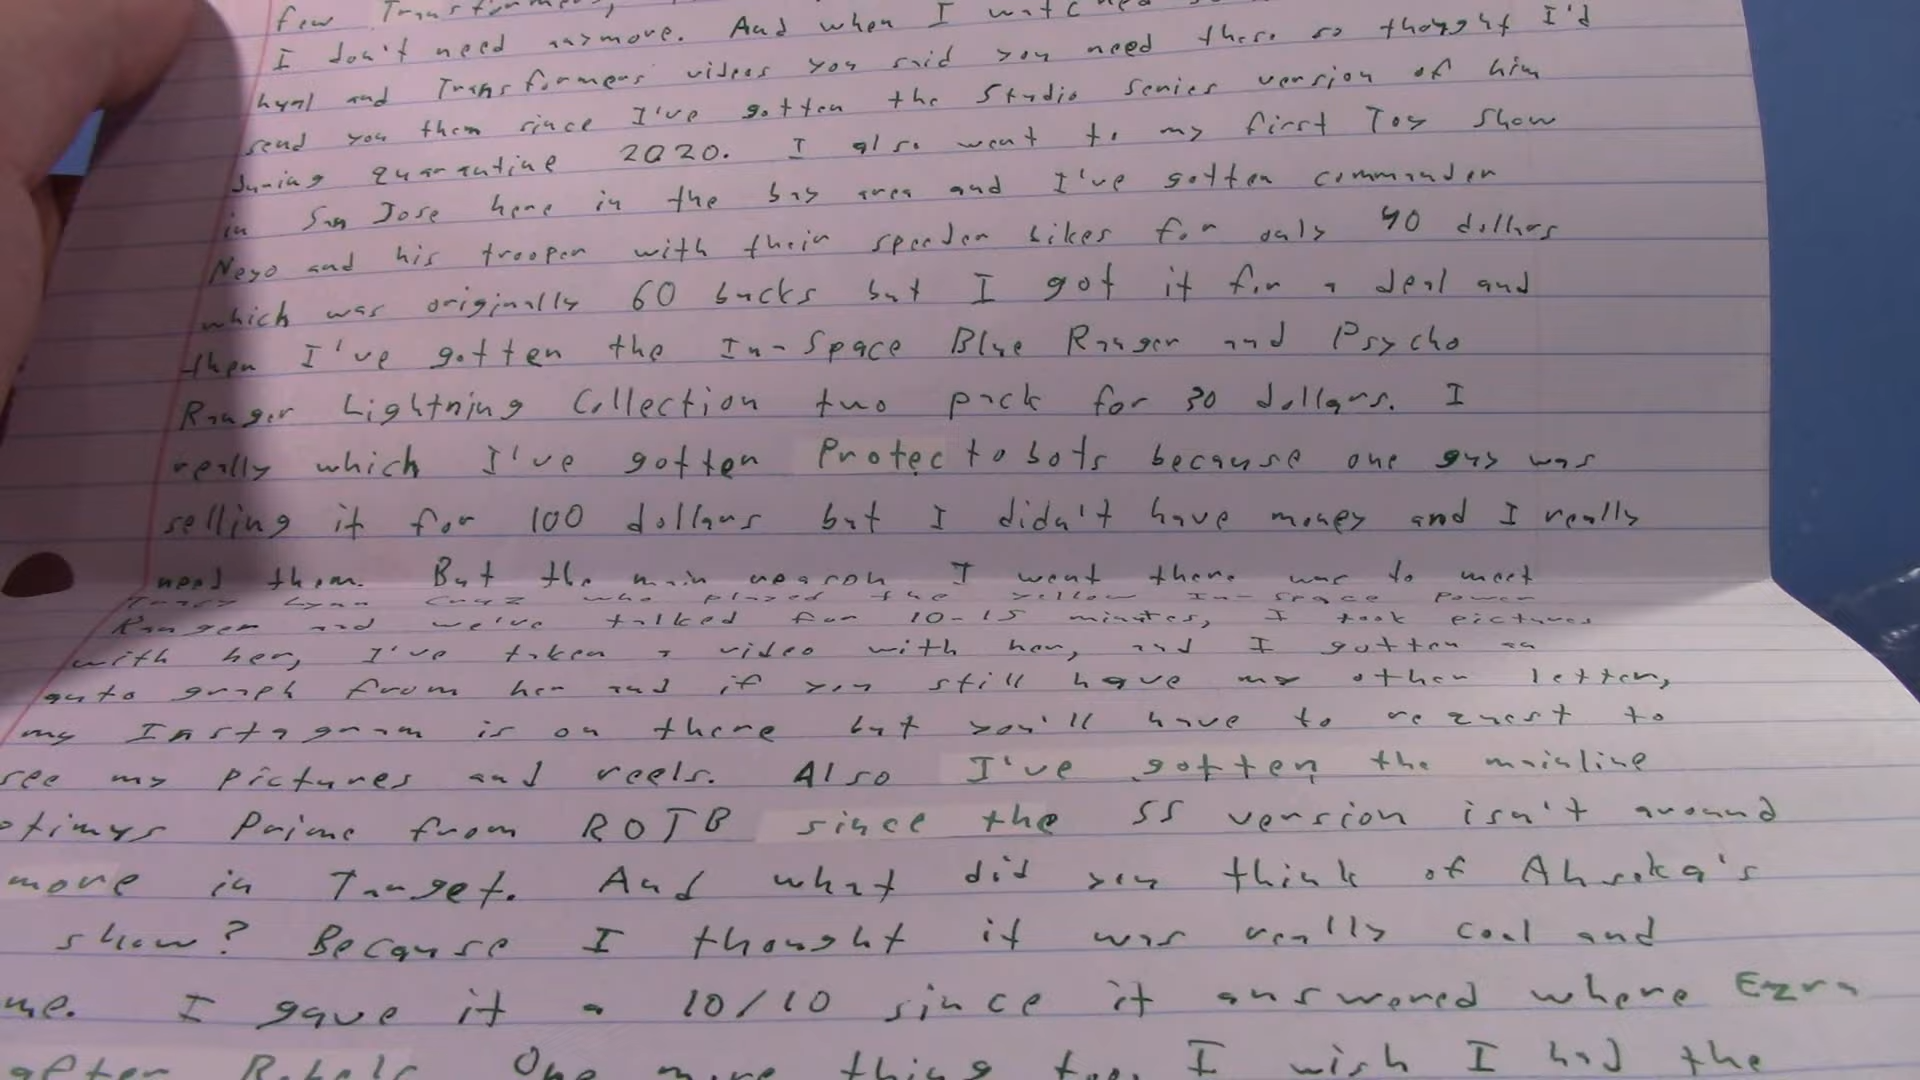 few Transformers,
I don't need anymore. And when I watched
hyal and Transformers videos you said you need these so thought I'd
send you them since I've gotten the Studio Series version of him
during quarantine 2020. I also went to my first Toy Show
in San Jose here in the bay area and I've gotten commander
Neyo and his trooper with their speeder bikes for only 40 dollars
which was originally 60 bucks but I got it for a deal and
then I've gotten the In-Space Blue Ranger and Psycho
Ranger Lightning Collection two pack for 30 dollars. I
really which I've gotten Protectobots because one guy was
selling it for 100 dollars but I didn't have money and I really
need them. But the main reason I went there was to meet
Tracy Lynn Cruz who played the yellow In-Space Power
Ranger and we've talked for 10-15 minutes, I took pictures
with her, I've taken a video with her, and I gotten an
auto graph from her and if you still have my other letter,
my Instagram is on there but you'll have to request to
see my pictures and reels. Also I've gotten the mainline
otimus Prime from ROTB since the SS version isn't around
more in Target. And what did you think of Ahsoka's
show? Because I thought it was really cool and
me. I gave it a 10/10 since it answered where Ezra
after Rebels. One more thing too, I wish I had the